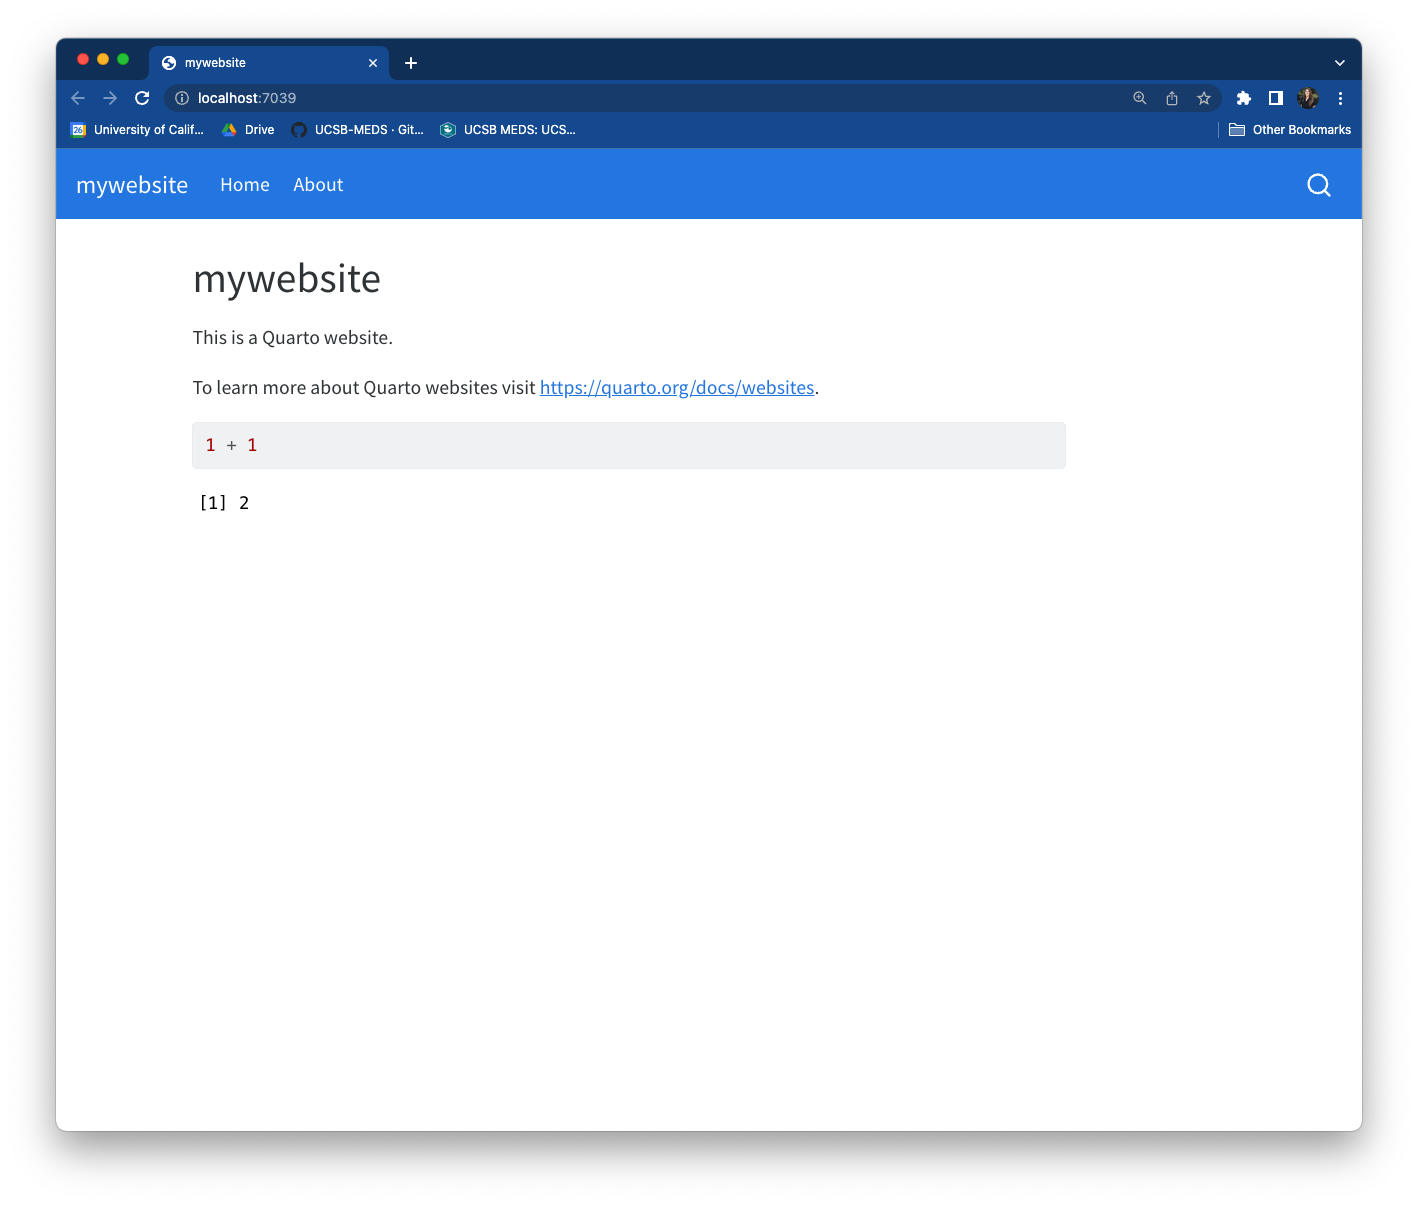 mywebsite
localhost:7039
26 University of Calif... Drive UCSB-MEDS · Git... UCSB MEDS: UCS... Other Bookmarks
mywebsite Home About
mywebsite
This is a Quarto website.
To learn more about Quarto websites visit https://quarto.org/docs/websites.
1 + 1
[1] 2